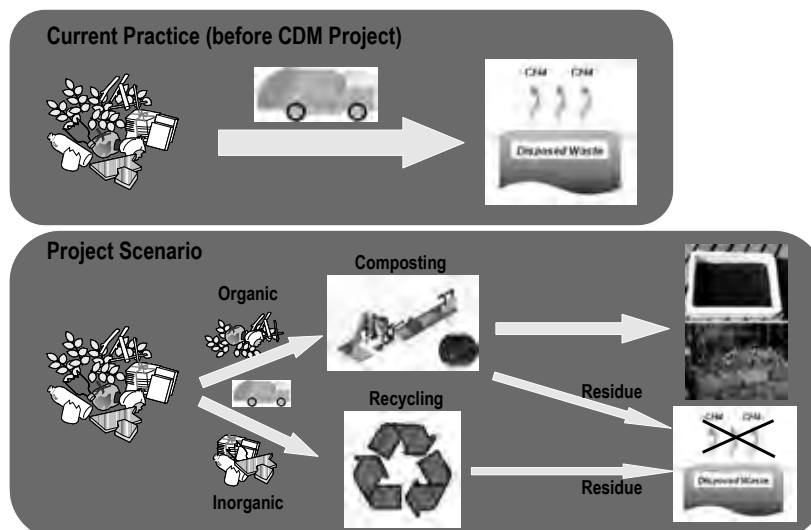 Current Practice (before CDM Project)
CH4 CH4
Disposed Waste
Project Scenario
Composting
Organic
Recycling
Residue
CH4 CH4
Inorganic
Residue
Disposed Waste